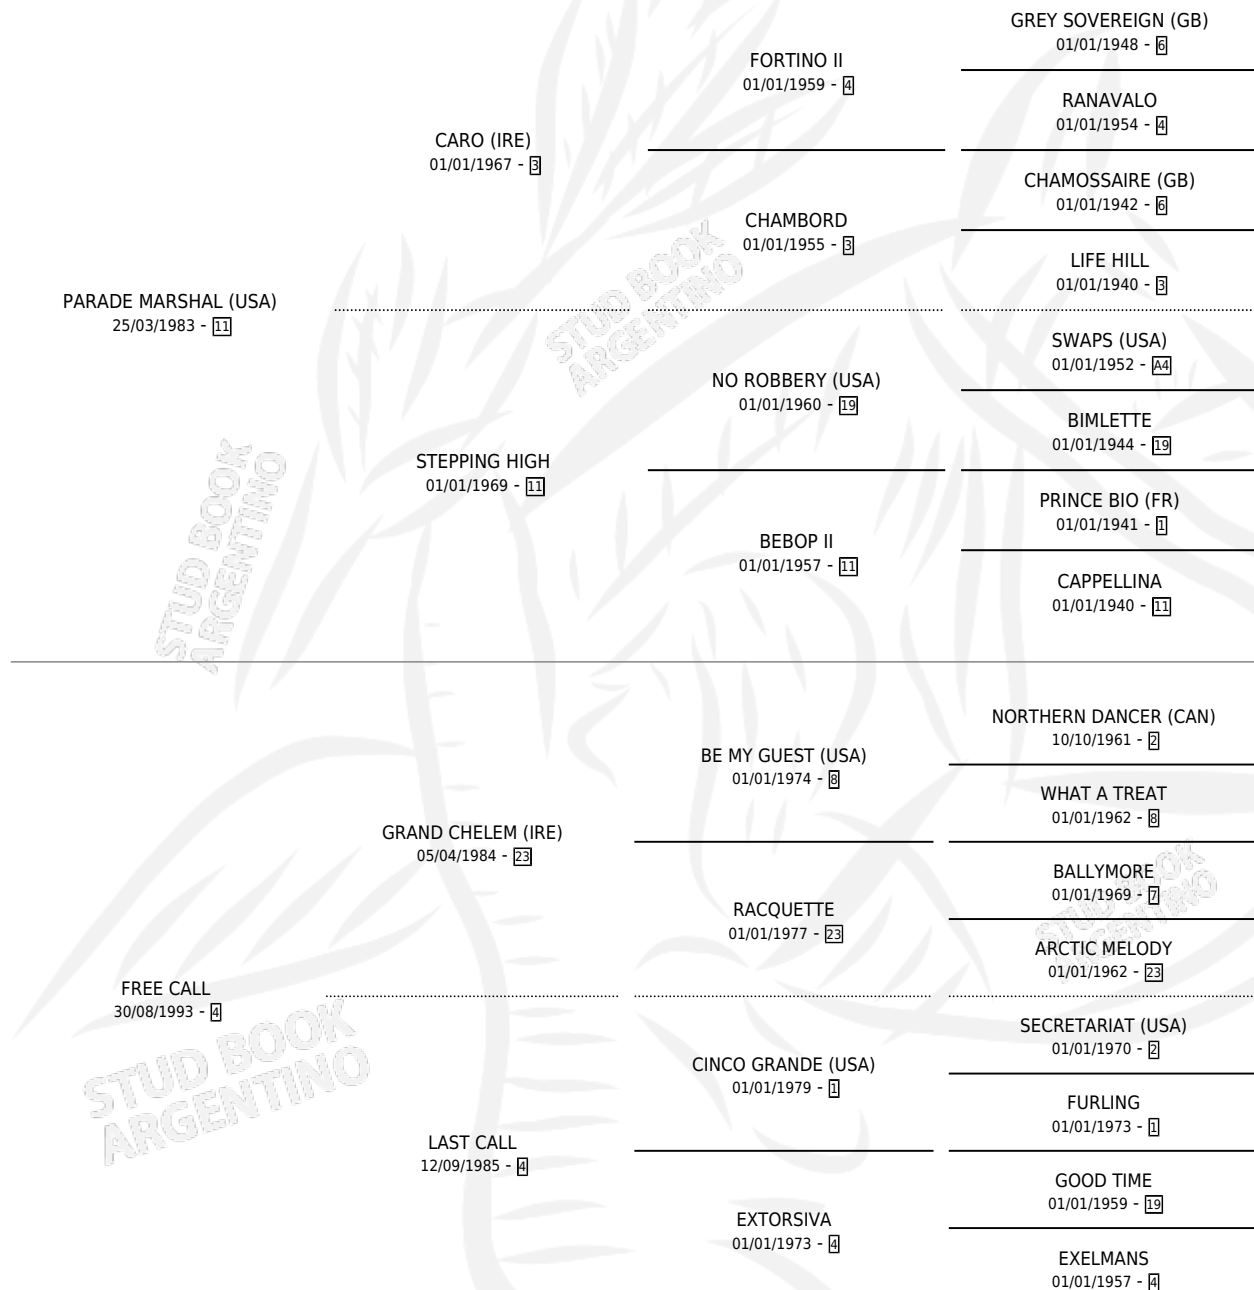 GREY SOVEREIGN (GB)
01/01/1948 - 6
FORTINO II
01/01/1959 - 4
RANAVALO
01/01/1954 - 4
CARO (IRE)
01/01/1967 - 3
CHAMOSSAIRE (GB)
01/01/1942 - 6
CHAMBORD
01/01/1955 - 3
LIFE HILL
01/01/1940 - 3
PARADE MARSHAL (USA)
25/03/1983 - 11
SWAPS (USA)
01/01/1952 - A4
NO ROBBERY (USA)
01/01/1960 - 19
BIMLETTE
01/01/1944 - 19
STEPPING HIGH
01/01/1969 - 11
PRINCE BIO (FR)
01/01/1941 - 1
BEBOP II
01/01/1957 - 11
CAPPELLINA
01/01/1940 - 11
NORTHERN DANCER (CAN)
10/10/1961 - 2
BE MY GUEST (USA)
01/01/1974 - 8
WHAT A TREAT
01/01/1962 - 8
GRAND CHELEM (IRE)
05/04/1984 - 23
BALLYMORE
01/01/1969 - 7
RACQUETTE
01/01/1977 - 23
ARCTIC MELODY
01/01/1962 - 23
FREE CALL
30/08/1993 - 4
SECRETARIAT (USA)
01/01/1970 - 2
CINCO GRANDE (USA)
01/01/1979 - 1
FURLING
01/01/1973 - 1
LAST CALL
12/09/1985 - 4
GOOD TIME
01/01/1959 - 19
EXTORSIVA
01/01/1973 - 4
EXELMANS
01/01/1957 - 4
STUD BOOK
ARGENTINO
STUD BOOK
ARGENTINO
STUD BOOK
ARGENTINO
STUD BOOK
ARGENTINO